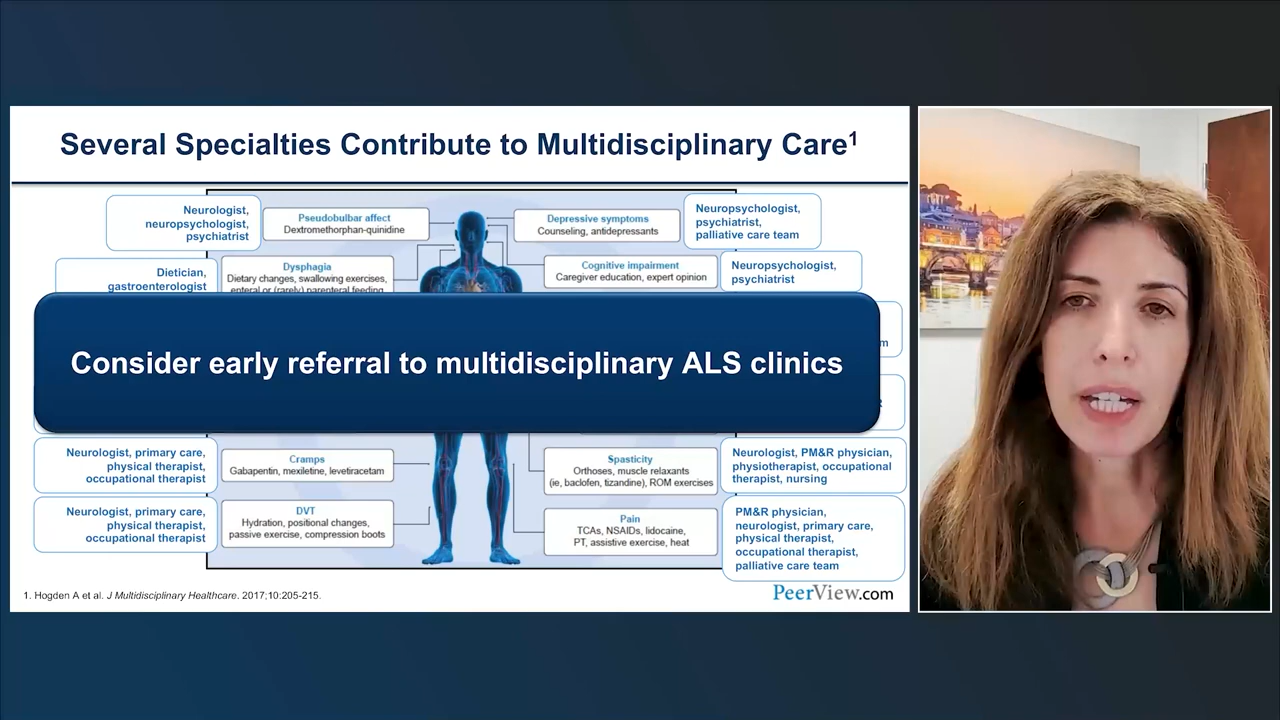 Several Specialties Contribute to Multidisciplinary Care1
Neurologist,
neuropsychologist,
psychiatrist
Pseudobulbar affect
Dextromethorphan-quinidine
Depressive symptoms
Counseling, antidepressants
Neuropsychologist,
psychiatrist,
palliative care team
Dietician,
gastroenterologist
Dysphagia
Dietary changes, swallowing exercises,
enteral or (rarely) parenteral feeding
Cognitive impairment
Caregiver education, expert opinion
Neuropsychologist,
psychiatrist
Consider early referral to multidisciplinary ALS clinics
Neurologist, primary care,
physical therapist,
occupational therapist
Cramps
Gabapentin, mexiletine, levetiracetam
Spasticity
Orthoses, muscle relaxants
(ie, baclofen, tizandine), ROM exercises
Neurologist, PM&R physician,
physiotherapist, occupational
therapist, nursing
Neurologist, primary care,
physical therapist,
occupational therapist
DVT
Hydration, positional changes,
passive exercise, compression boots
Pain
TCAs, NSAIDs, lidocaine,
PT, assistive exercise, heat
PM&R physician,
neurologist, primary care,
physical therapist,
occupational therapist,
palliative care team
1. Hogden A et al. J Multidisciplinary Healthcare. 2017;10:205-215.
PeerView.com